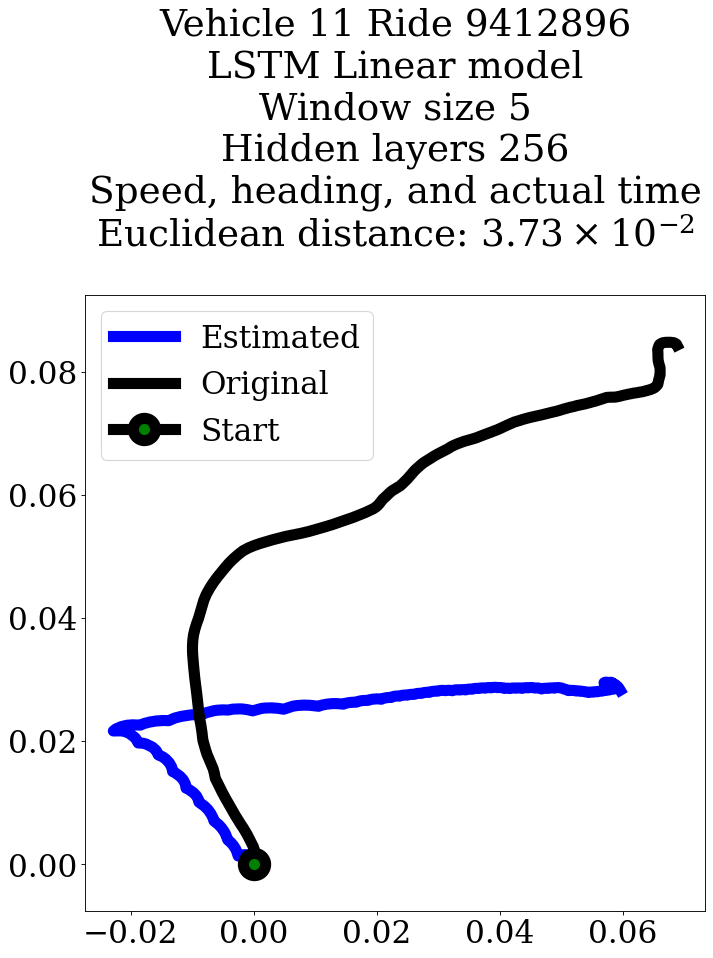 Vehicle 11 Ride 9412896
LSTM Linear model
Window size 5
Hidden layers 256
Speed, heading, and actual time
Euclidean distance: 3.73 × 10⁻²
Estimated
Original
Start
0.08
0.06
0.04
0.02
0.00
−0.02 0.00 0.02 0.04 0.06